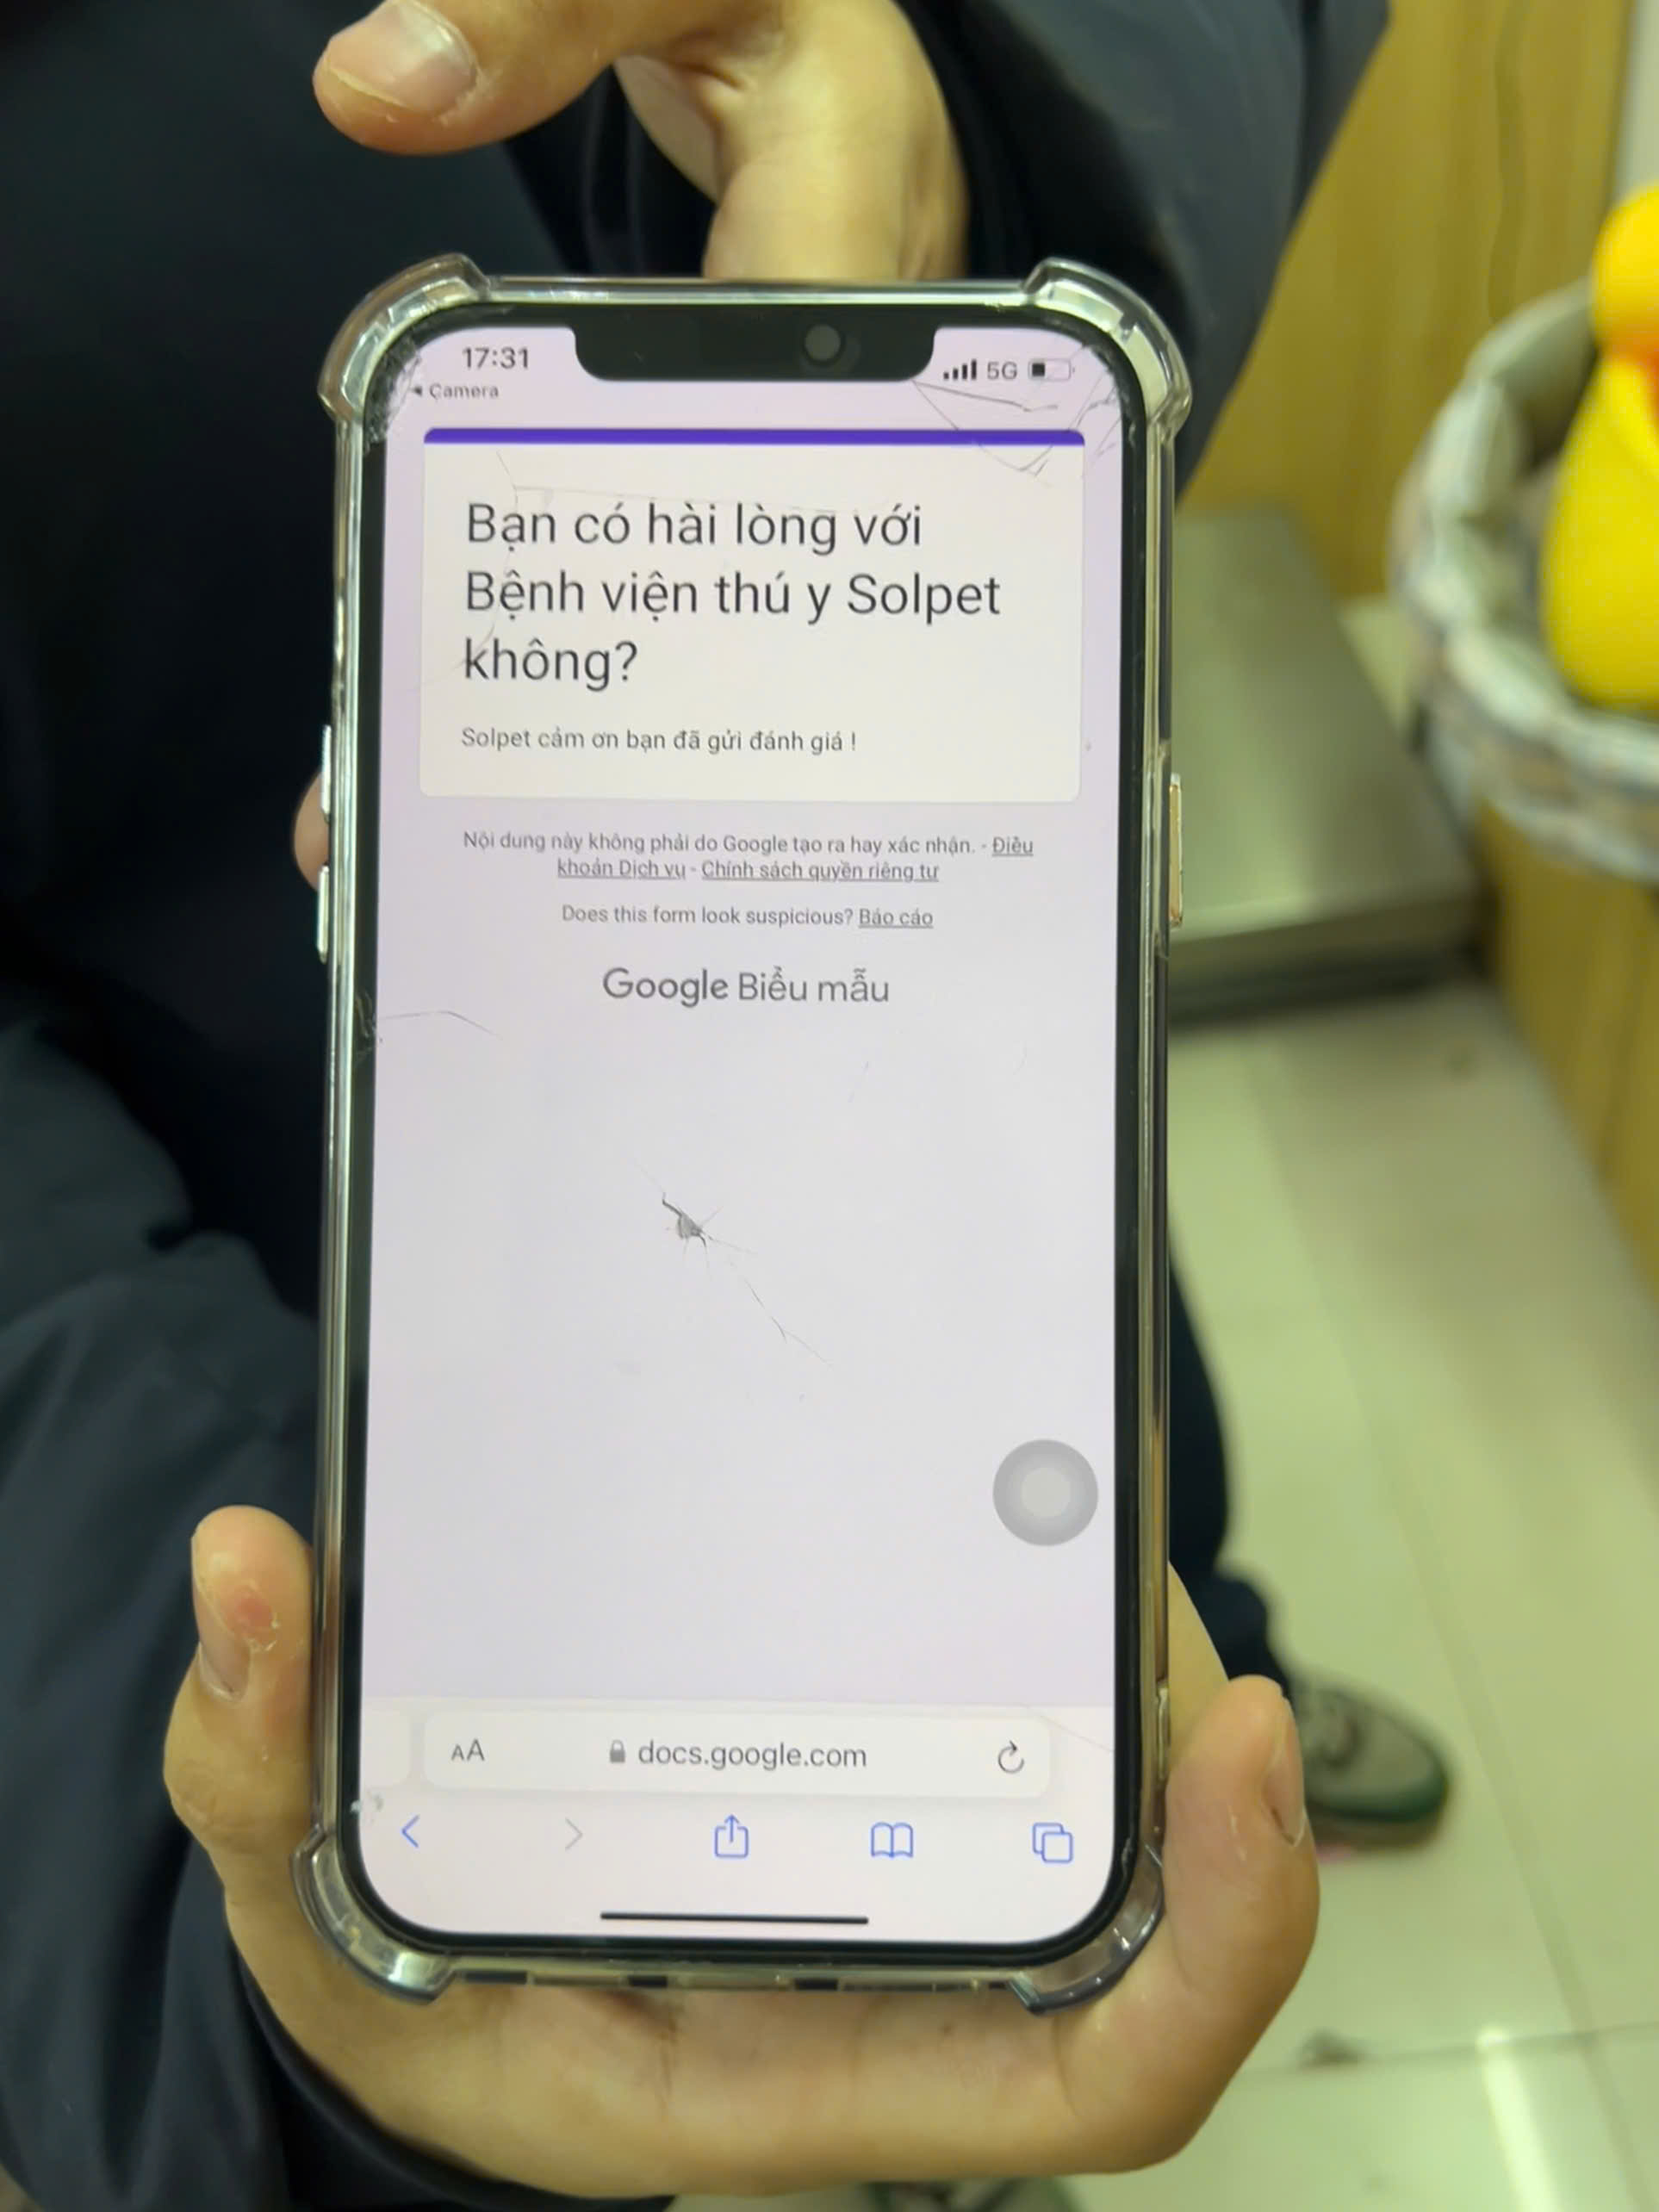 17:31
5G
◀ Camera
Bạn có hài lòng với
Bệnh viện thú y Solpet
không?
Solpet cảm ơn bạn đã gửi đánh giá !
Nội dung này không phải do Google tạo ra hay xác nhận. - Điều
khoản Dịch vụ - Chính sách quyền riêng tư
Does this form look suspicious? Báo cáo
Google Biểu mẫu
AA docs.google.com